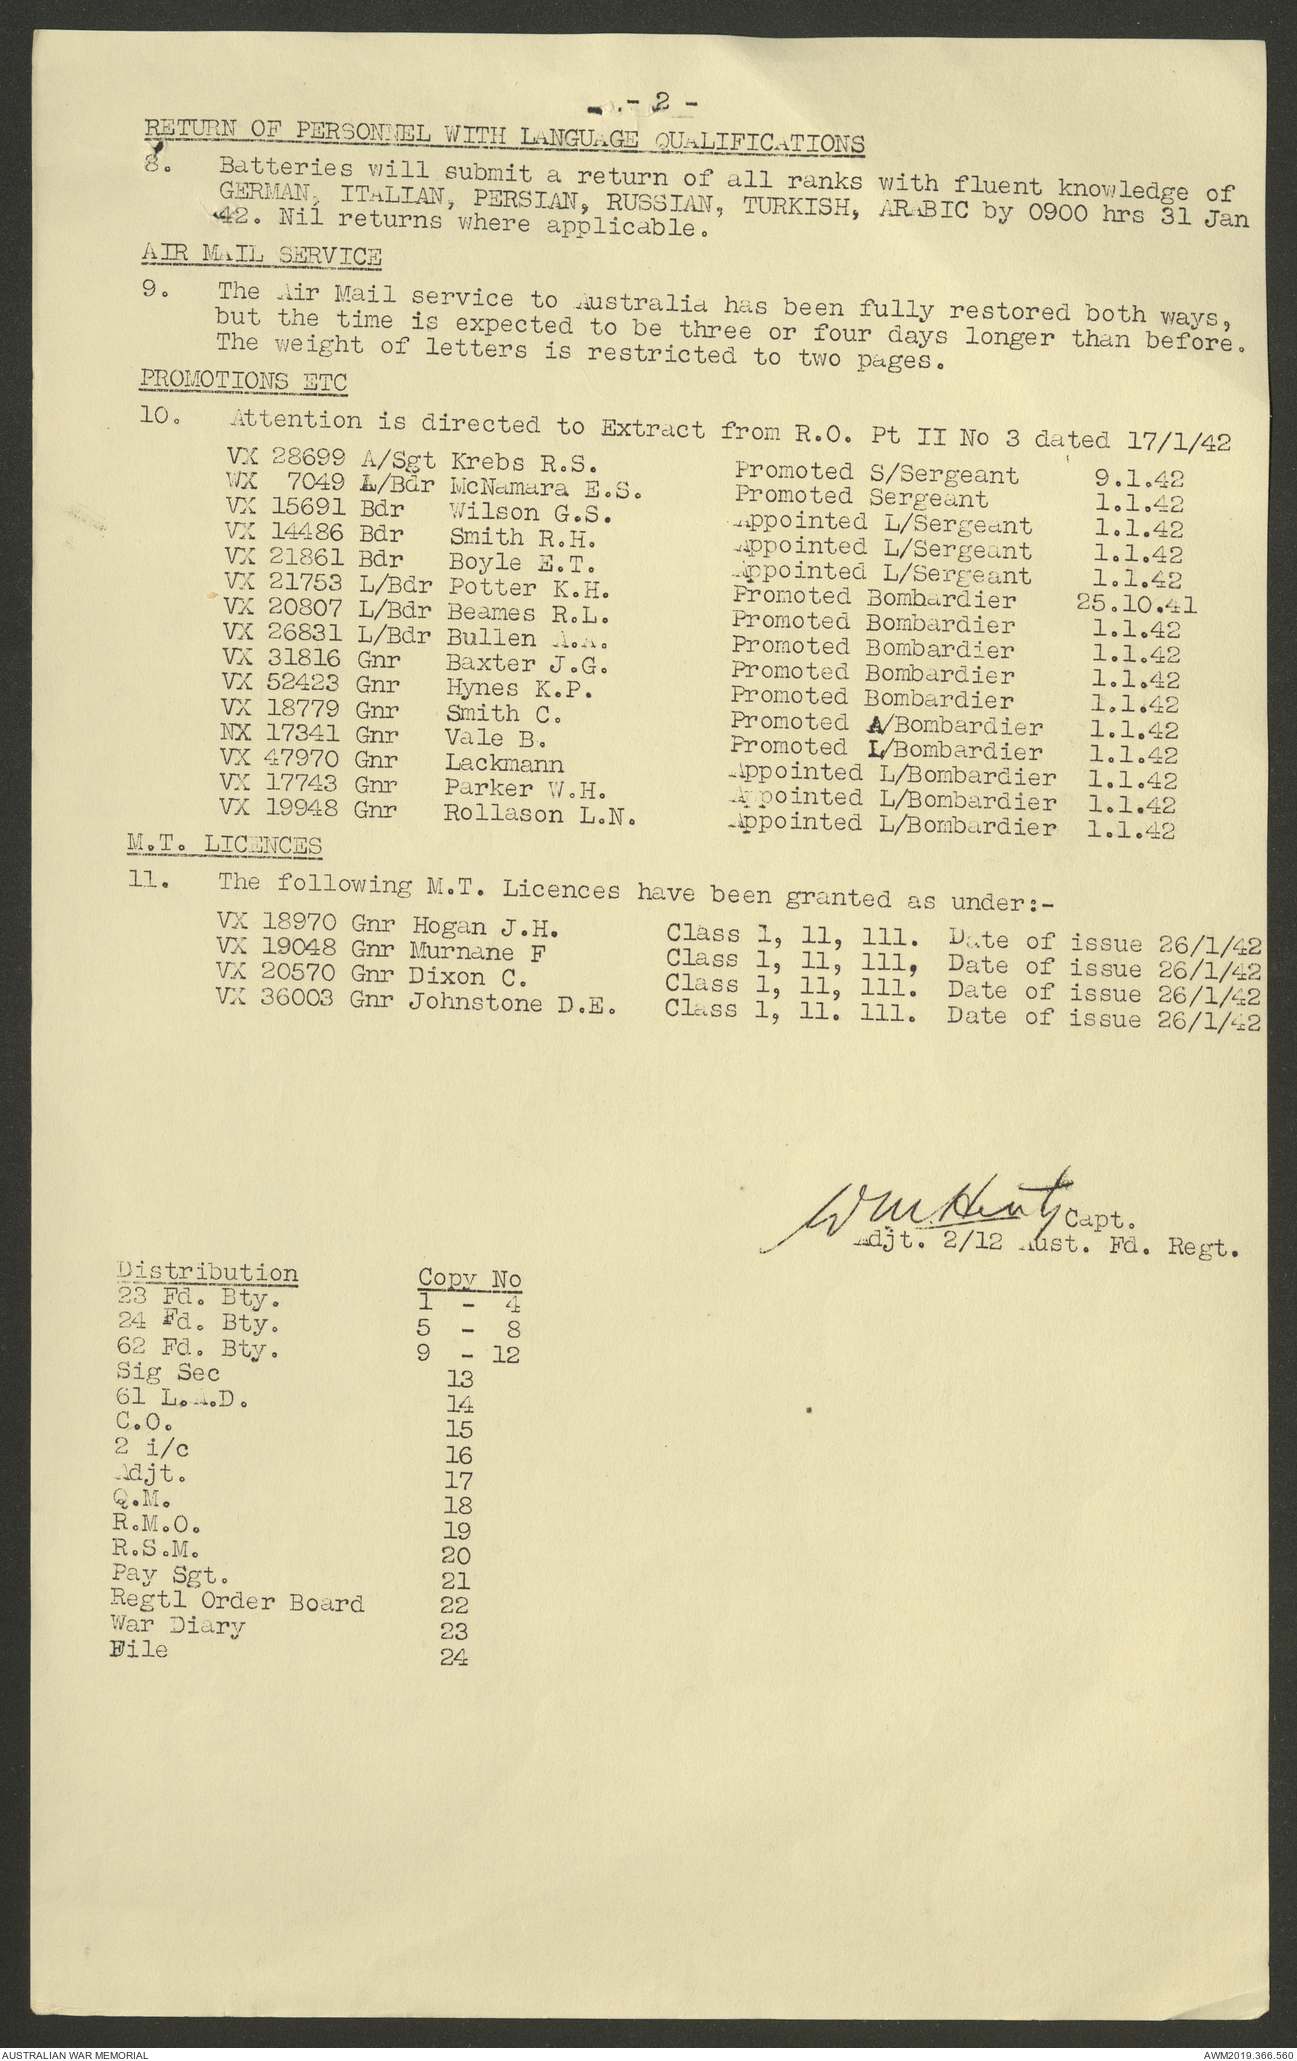 - 2 -
RETURN OF PERSONNEL WITH LANGUAGE QUALIFICATIONS
8. Batteries will submit a return of all ranks with fluent knowledge of
GERMAN, ITALIAN, PERSIAN, RUSSIAN, TURKISH, ARABIC by 0900 hrs 31 Jan
42. Nil returns where applicable.
AIR MAIL SERVICE
9. The Air Mail service to Australia has been fully restored both ways,
but the time is expected to be three or four days longer than before.
The weight of letters is restricted to two pages.
PROMOTIONS ETC
10. Attention is directed to Extract from R.O. Pt II No 3 dated 17/1/42
VX 28699 A/Sgt Krebs R.S. Promoted S/Sergeant 9.1.42
WX 7049 L/Bdr McNamara E.S. Promoted Sergeant 1.1.42
VX 15691 Bdr Wilson G.S. Appointed L/Sergeant 1.1.42
VX 14486 Bdr Smith R.H. Appointed L/Sergeant 1.1.42
VX 21861 Bdr Boyle E.T. Appointed L/Sergeant 1.1.42
VX 21753 L/Bdr Potter K.H. Promoted Bombardier 25.10.41
VX 20807 L/Bdr Beames R.L. Promoted Bombardier 1.1.42
VX 26831 L/Bdr Bullen A.A. Promoted Bombardier 1.1.42
VX 31816 Gnr Baxter J.G. Promoted Bombardier 1.1.42
VX 52423 Gnr Hynes K.P. Promoted Bombardier 1.1.42
VX 18779 Gnr Smith C. Promoted A/Bombardier 1.1.42
NX 17341 Gnr Vale B. Promoted L/Bombardier 1.1.42
VX 47970 Gnr Lackmann Appointed L/Bombardier 1.1.42
VX 17743 Gnr Parker W.H. Appointed L/Bombardier 1.1.42
VX 19948 Gnr Rollason L.N. Appointed L/Bombardier 1.1.42
M.T. LICENCES
11. The following M.T. Licences have been granted as under:-
VX 18970 Gnr Hogan J.H. Class 1, 11, 111. Date of issue 26/1/42
VX 19048 Gnr Murnane F Class 1, 11, 111, Date of issue 26/1/42
VX 20570 Gnr Dixon C. Class 1, 11, 111. Date of issue 26/1/42
VX 36003 Gnr Johnstone D.E. Class 1, 11. 111. Date of issue 26/1/42
WM Henty Capt.
Adjt. 2/12 Aust. Fd. Regt.
Distribution Copy No
23 Fd. Bty. 1 - 4
24 Fd. Bty. 5 - 8
62 Fd. Bty. 9 - 12
Sig Sec 13
61 L.A.D. 14
C.O. 15
2 i/c 16
Adjt. 17
Q.M. 18
R.M.O. 19
R.S.M. 20
Pay Sgt. 21
Regtl Order Board 22
War Diary 23
File 24
AUSTRALIAN WAR MEMORIAL AWM2019.366.560